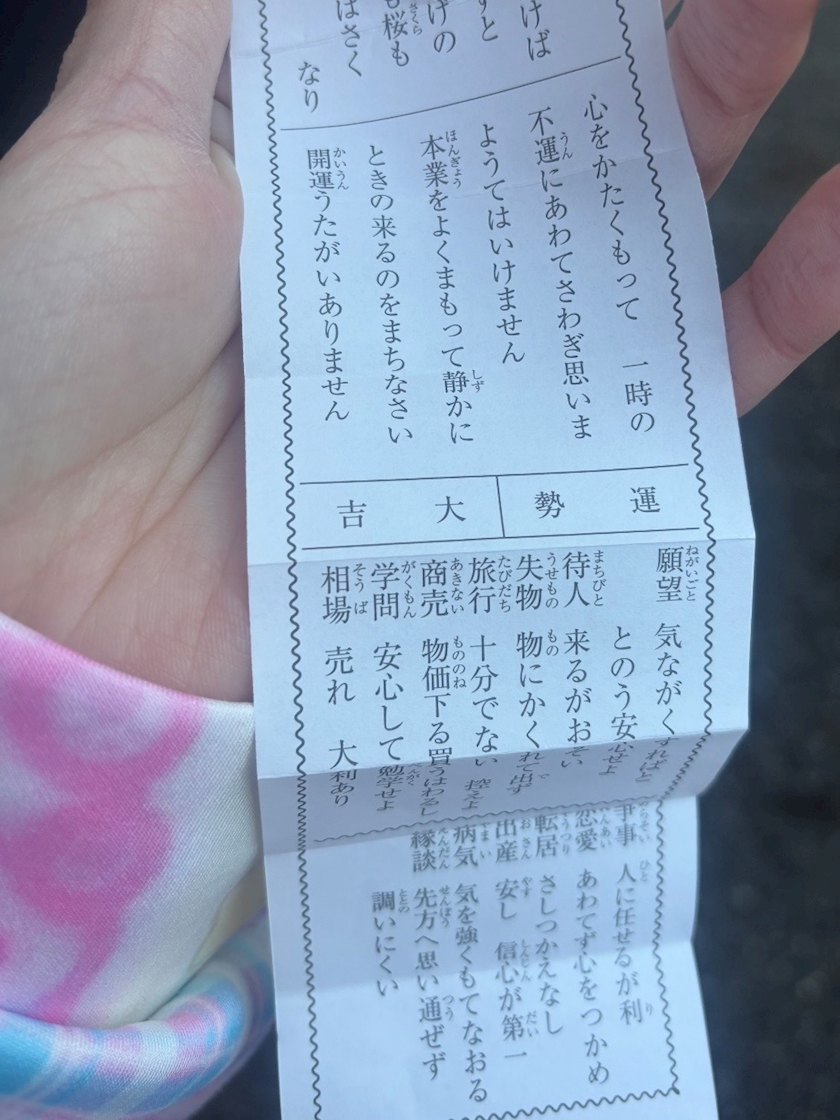 けば
すと
げの
も桜も
はさく
なり
心をかたくもって 一時の
不運にあわてさわぎ思いま
ようてはいけません
本業をよくまもって静かに
ときの来るのをまちなさい
開運うたがいありません
運勢 大吉
願望 気ながくすればと
とのう安心せよ
待人 来るがおそい
失物 物にかくれて出ず
旅行 十分でない 控えよ
商売 物価下る買うはわるし
学問 安心して勉学せよ
相場 売れ 大利あり
争事 人に任せるが利
恋愛 あわてず心をつかめ
転居 さしつかえなし
出産 安し 信心が第一
病気 気を強くもてなおる
縁談 先方へ思い通ぜず
調いにくい